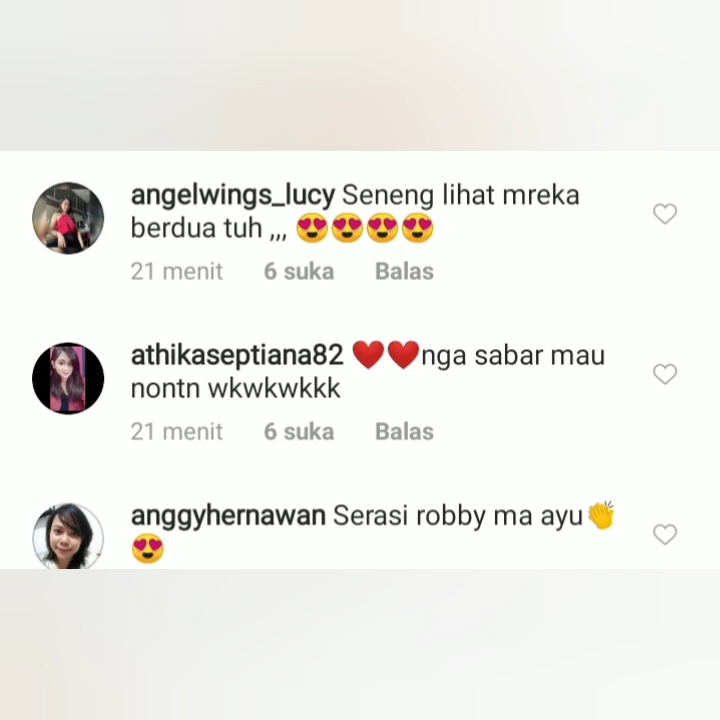 angelwings_lucy Seneng lihat mreka
berdua tuh ,,, 😍😍😍😍
21 menit 6 suka Balas
athikaseptiana82 ❤️❤️nga sabar mau
nontn wkwkwkkk
21 menit 6 suka Balas
anggyhernawan Serasi robby ma ayu👏
😍